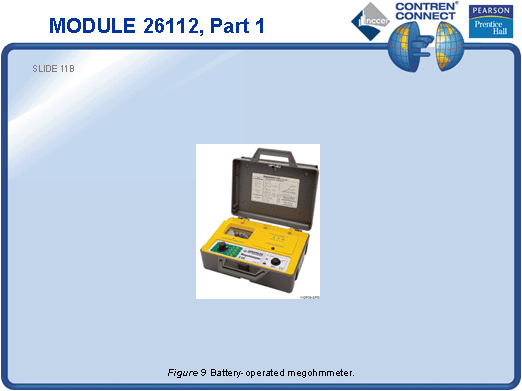 MODULE 26112, Part 1
nccer
CONTREN®
CONNECT
PEARSON
Prentice
Hall
SLIDE 11B
Figure 9 Battery-operated megohmmeter.